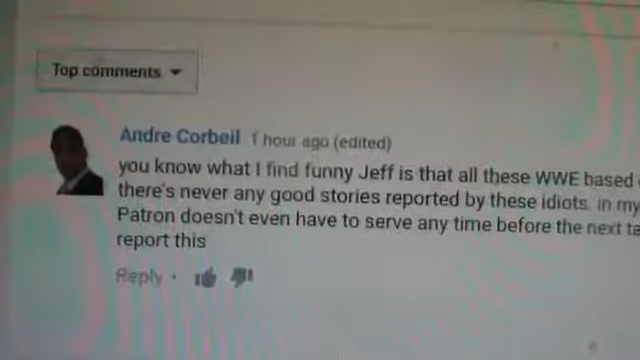 Top comments
Andre Corbeil 1 hour ago (edited)
you know what I find funny Jeff is that all these WWE based
there's never any good stories reported by these idiots. in my
Patron doesn't even have to serve any time before the next
report this
Reply